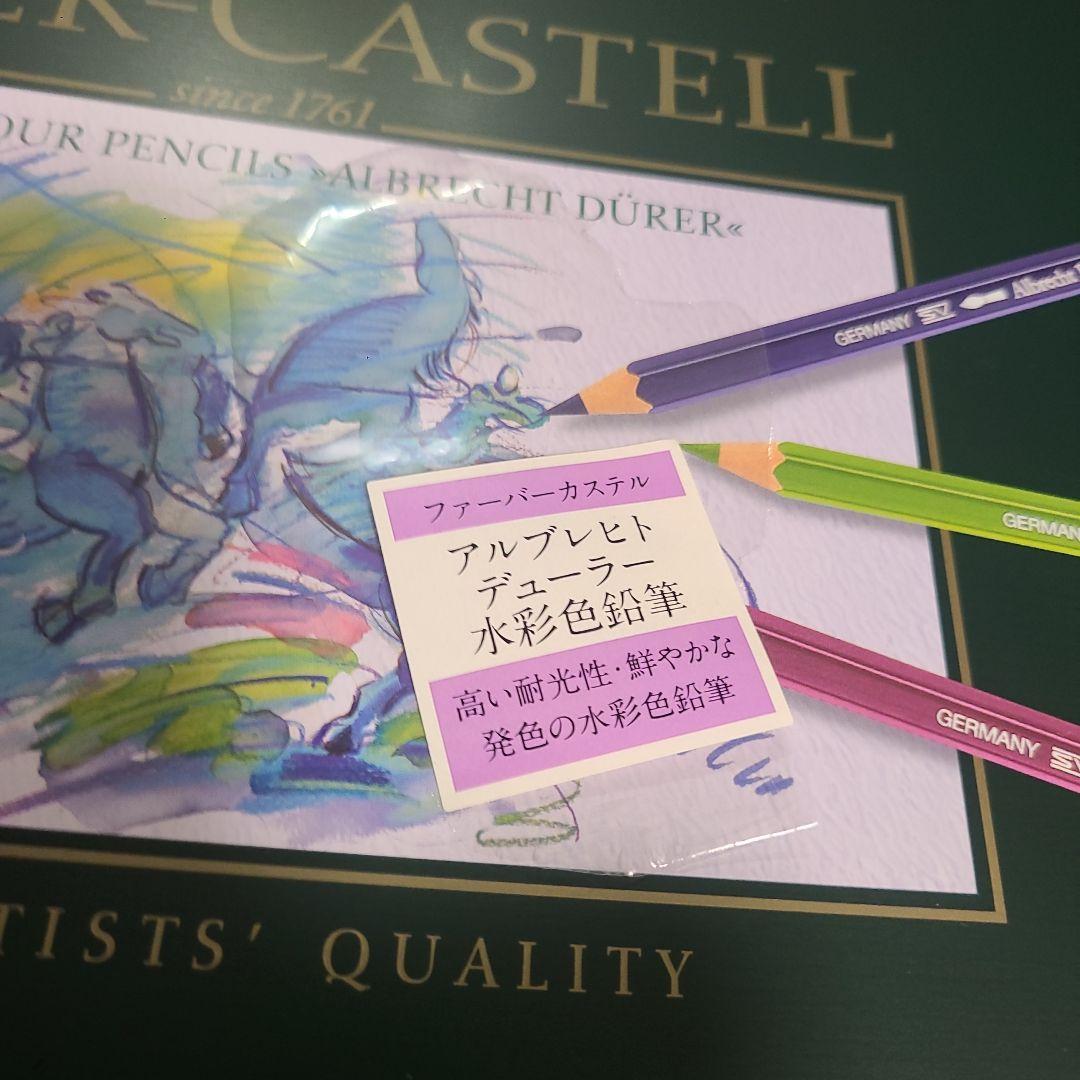 ER-CASTELL
since 1761
OUR PENCILS »ALBRECHT DÜRER«
GERMANY Albrecht
GERMAN
GERMANY
ファーバーカステル
アルブレヒト
デューラー
水彩色鉛筆
高い耐光性・鮮やかな
発色の水彩色鉛筆
TISTS' QUALITY